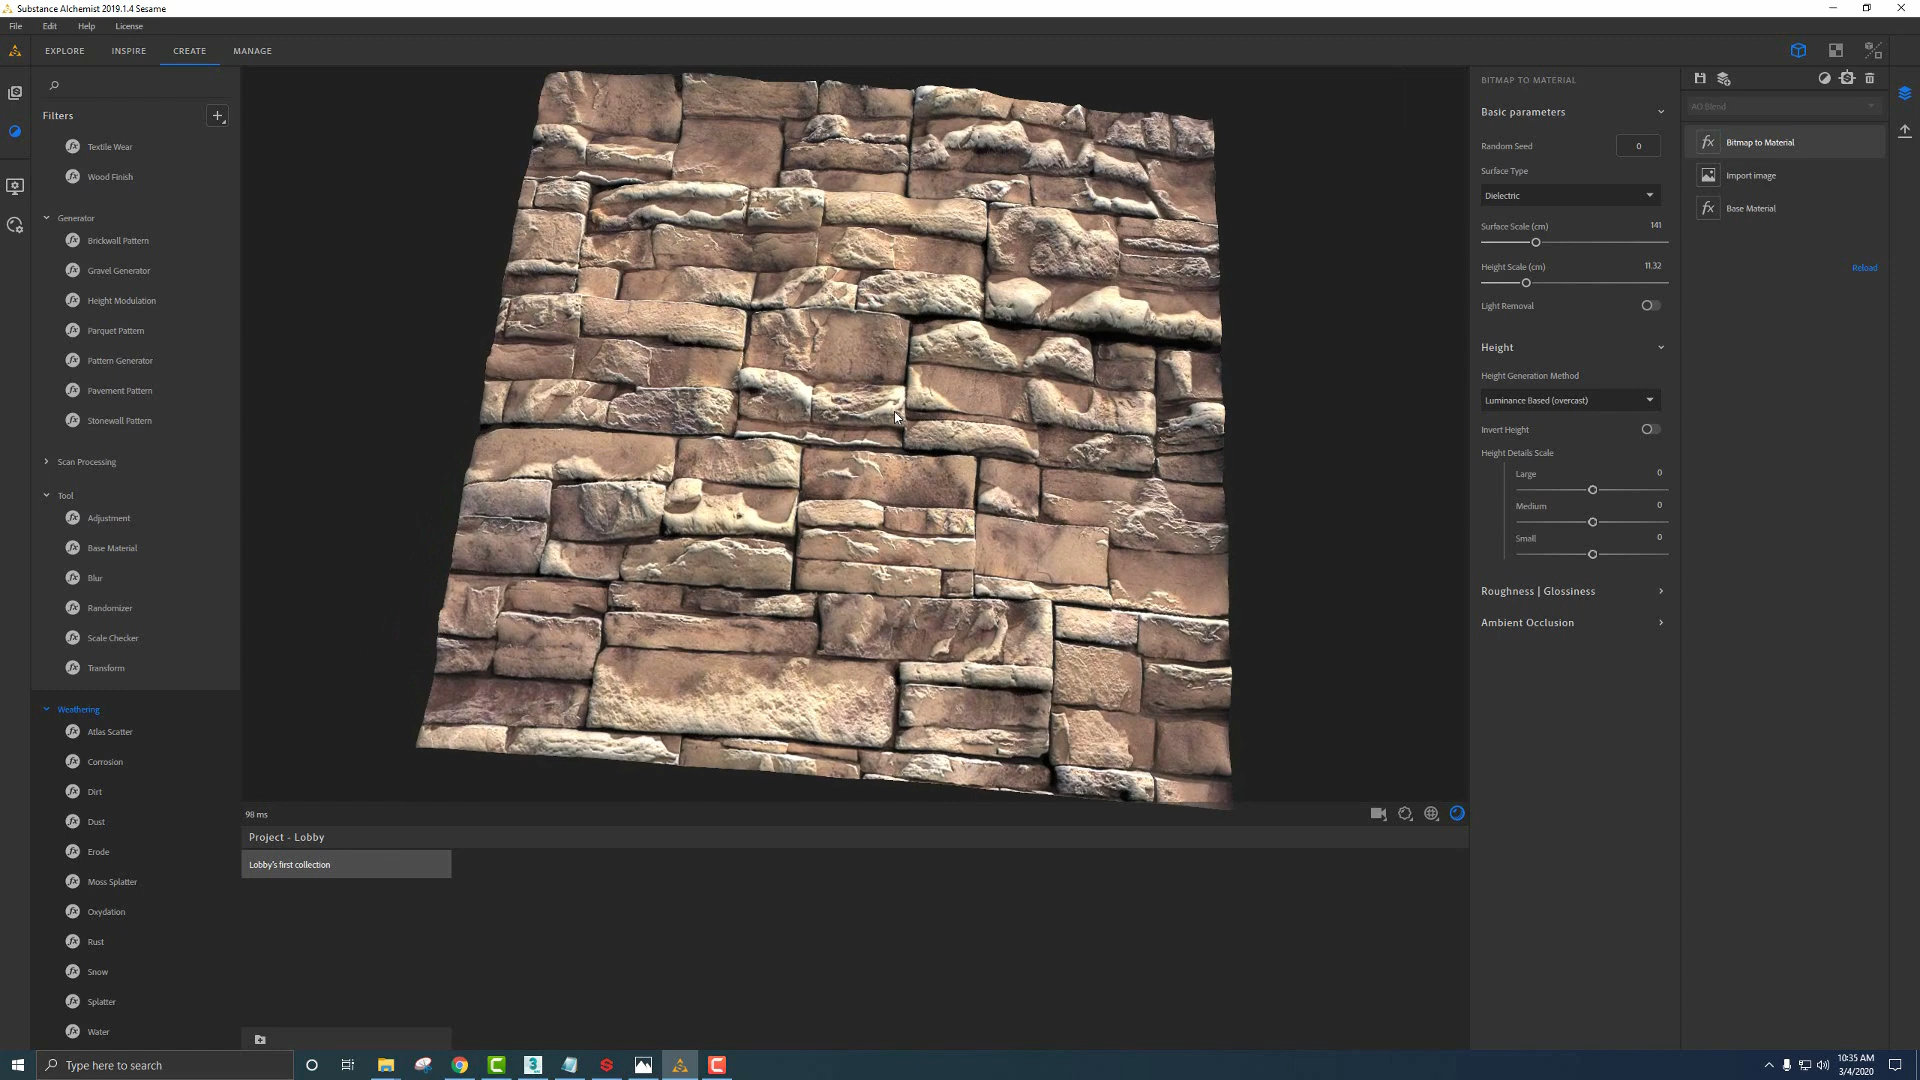 Substance Alchemist 2019.1.4 Sesame
File Edit Help License
EXPLORE INSPIRE CREATE MANAGE
Filters
Textile Wear
Wood Finish
Generator
Brickwall Pattern
Gravel Generator
Height Modulation
Parquet Pattern
Pattern Generator
Pavement Pattern
Stonewall Pattern
Scan Processing
Tool
Adjustment
Base Material
Blur
Randomizer
Scale Checker
Transform
Weathering
Atlas Scatter
Corrosion
Dirt
Dust
Erode
Moss Splatter
Oxydation
Rust
Snow
Splatter
Water
98 ms
Project - Lobby
Lobby's first collection
BITMAP TO MATERIAL
Basic parameters
Random Seed 0
Surface Type
Dielectric
Surface Scale (cm) 141
Height Scale (cm) 11.32
Light Removal
Height
Height Generation Method
Luminance Based (overcast)
Invert Height
Height Details Scale
Large 0
Medium 0
Small 0
Roughness | Glossiness
Ambient Occlusion
AO Blend
Bitmap to Material
Import image
Base Material
Reload
Type here to search
10:35 AM
3/4/2020